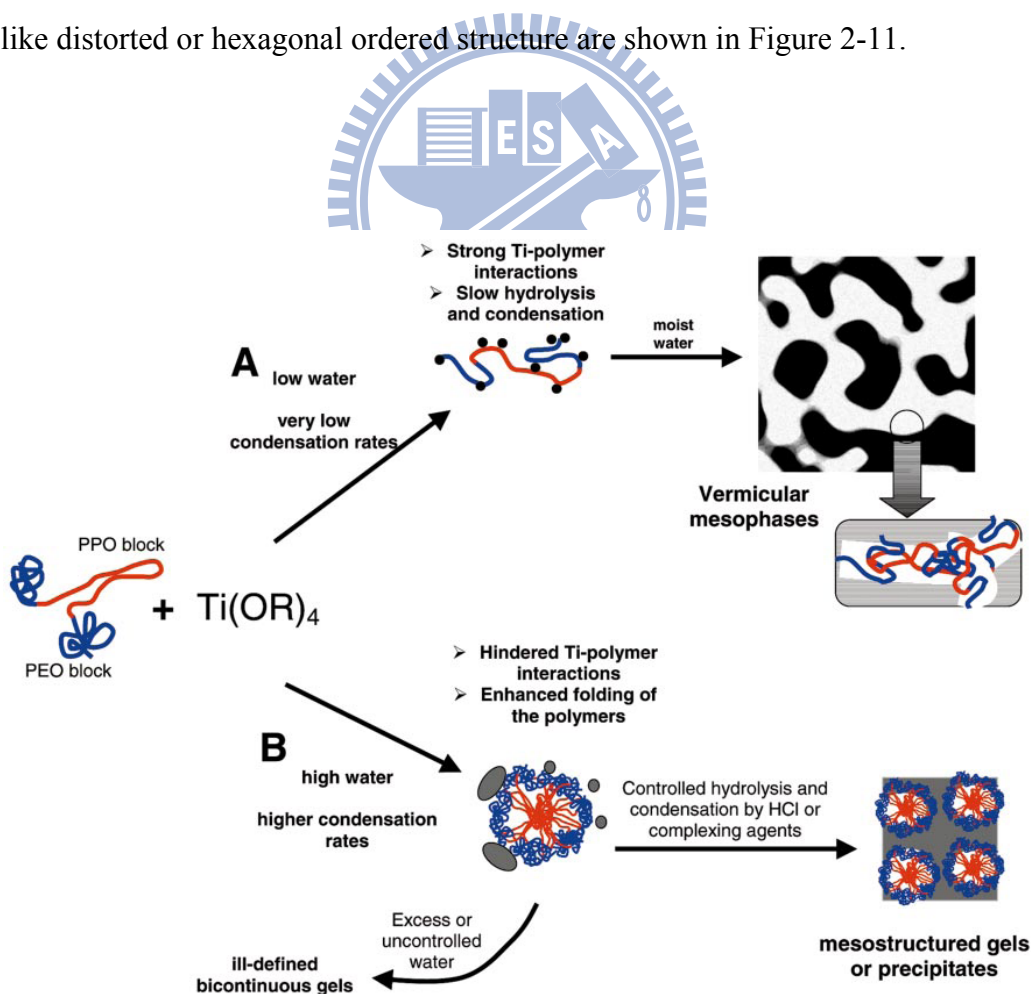 like distorted or hexagonal ordered structure are shown in Figure 2-11.
E S A
8
➢ Strong Ti-polymer
interactions
➢ Slow hydrolysis
and condensation
moist
water
A
low water
very low
condensation rates
Vermicular
mesophases
PPO block
+ Ti(OR)4
PEO block
➢ Hindered Ti-polymer
interactions
➢ Enhanced folding of
the polymers
B
high water
higher condensation
rates
Controlled hydrolysis and
condensation by HCl or
complexing agents
Excess or
uncontrolled
water
ill-defined
bicontinuous gels
mesostructured gels
or precipitates